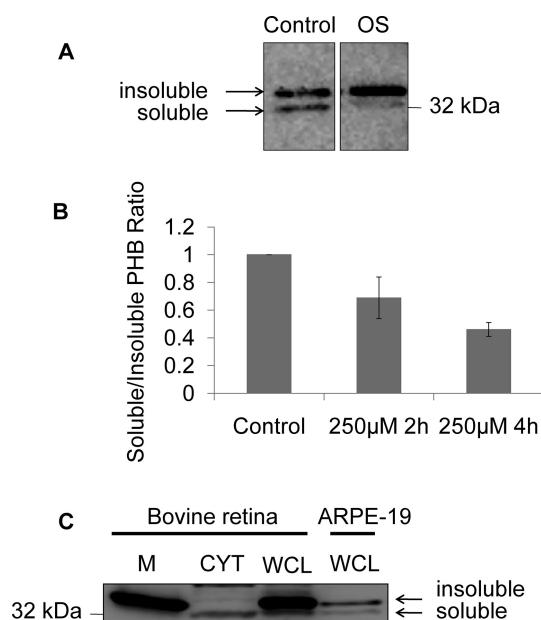 Control OS
A
insoluble
soluble
32 kDa
B
Soluble/Insoluble PHB Ratio
1.2
1
0.8
0.6
0.4
0.2
0
Control 250µM 2h 250µM 4h
C
Bovine retina ARPE-19
M CYT WCL WCL
insoluble
32 kDa soluble